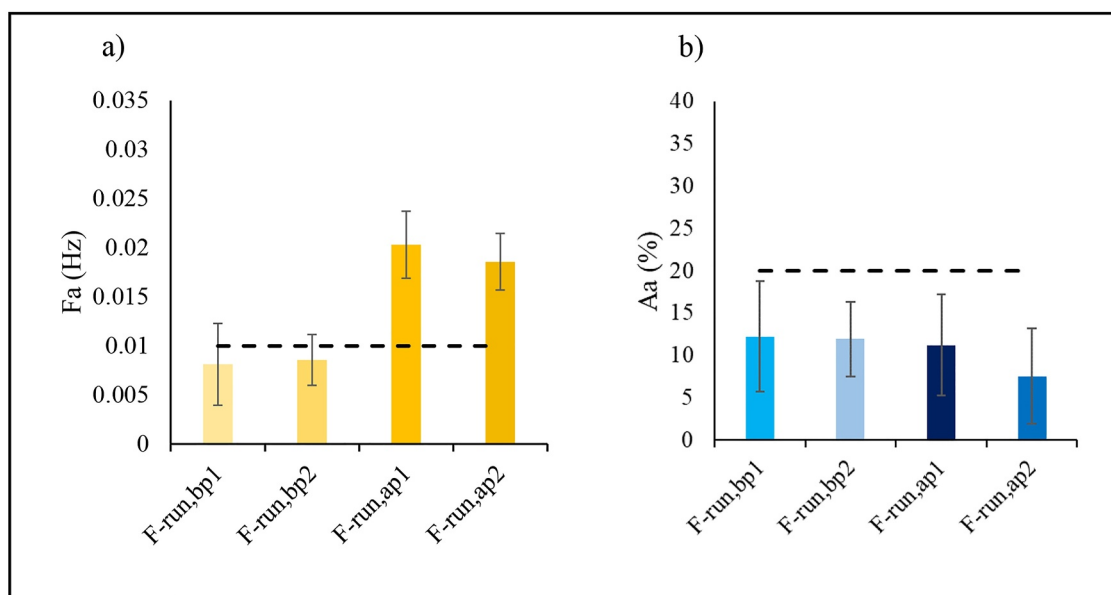 a)
Fa (Hz)
0.035
0.03
0.025
0.02
0.015
0.01
0.005
0
F-run,bp1
F-run,bp2
F-run,ap1
F-run,ap2
b)
Aa (%)
40
35
30
25
20
15
10
5
0
F-run,bp1
F-run,bp2
F-run,ap1
F-run,ap2